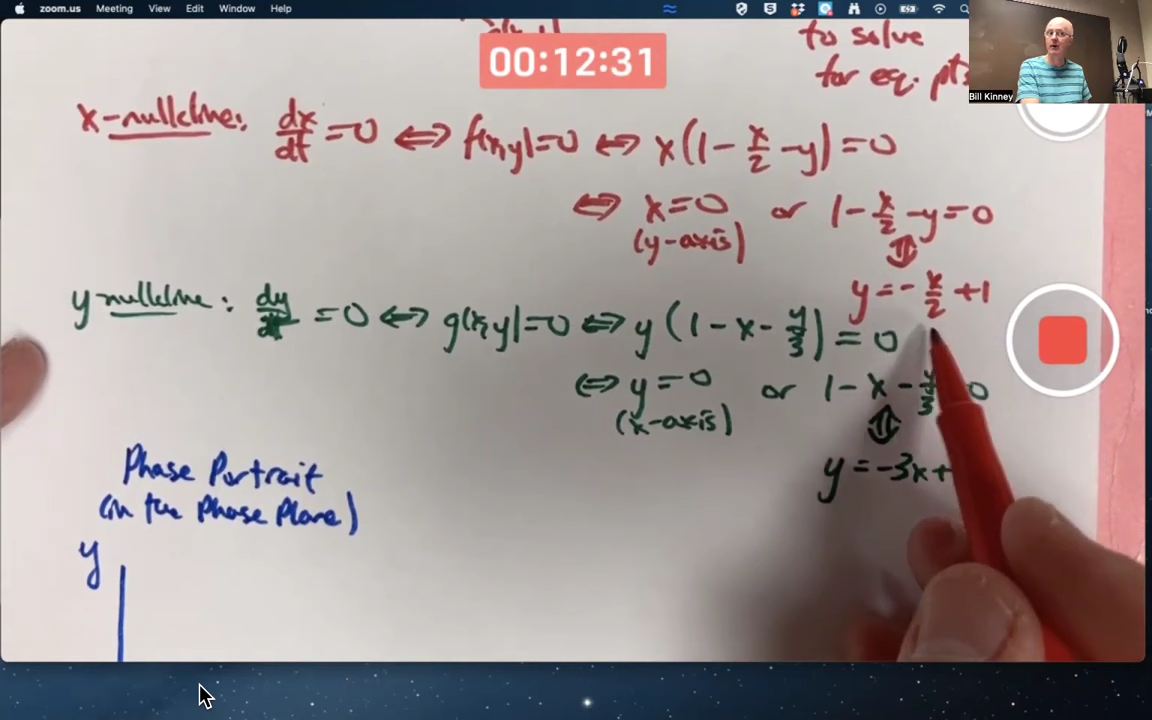 zoom.us Meeting View Edit Window Help
00:12:31
to solve
for eq. pts
Bill Kinney
x-nullcline: dx/dt = 0 ⟺ f(x,y) = 0 ⟺ x(1 - x/2 - y) = 0
⟺ x = 0 or 1 - x/2 - y = 0
(y-axis) ⇕
y = -x/2 + 1
y-nullcline: dy/dt = 0 ⟺ g(x,y) = 0 ⟺ y(1 - x - y/3) = 0
⟺ y = 0 or 1 - x - y/3 0
(x-axis) ⇕
y = -3x +
Phase Portrait
(in the Phase Plane)
y